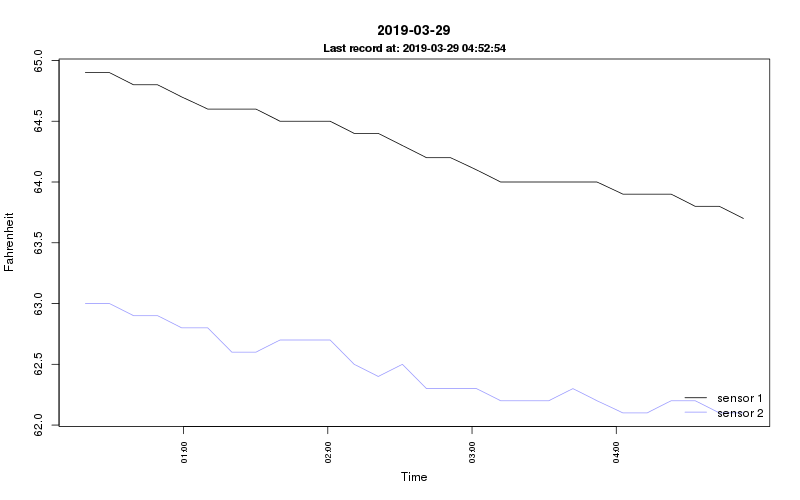 2019-03-29
Last record at: 2019-03-29 04:52:54
65.0
64.5
64.0
63.5
63.0
62.5
62.0
Fahrenheit
sensor 1
sensor 2
01:00 02:00 03:00 04:00
Time